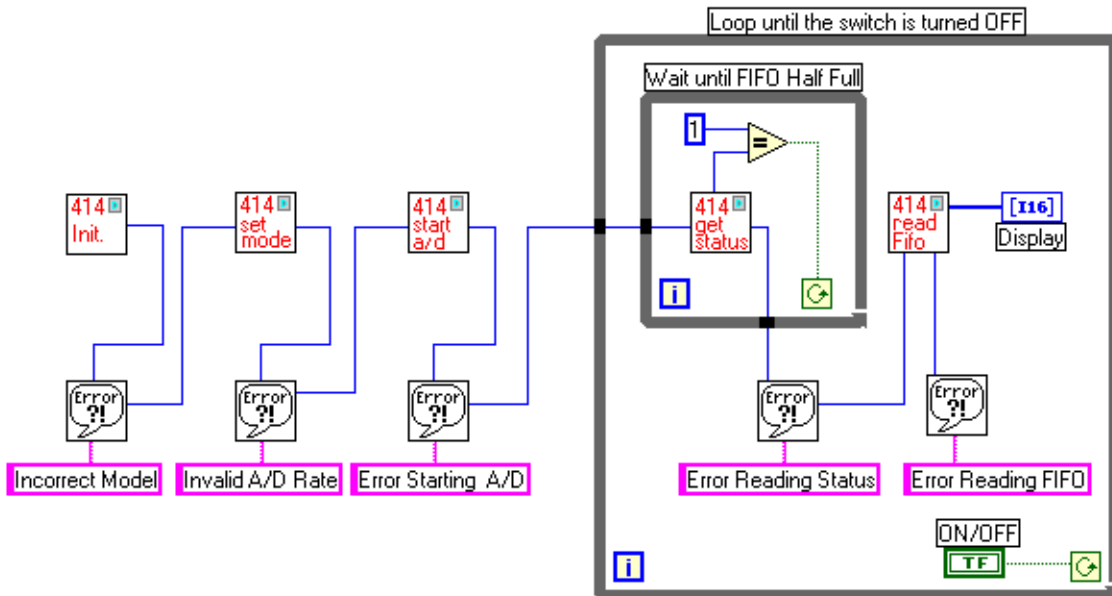 Loop until the switch is turned OFF
Wait until FIFO Half Full
1
=
414
Init.
414
set
mode
414
start
a/d
414
get
status
414
read
Fifo
[I16]
Display
i
Error
?!
Error
?!
Error
?!
Error
?!
Error
?!
Incorrect Model
Invalid A/D Rate
Error Starting A/D
Error Reading Status
Error Reading FIFO
ON/OFF
TF
i